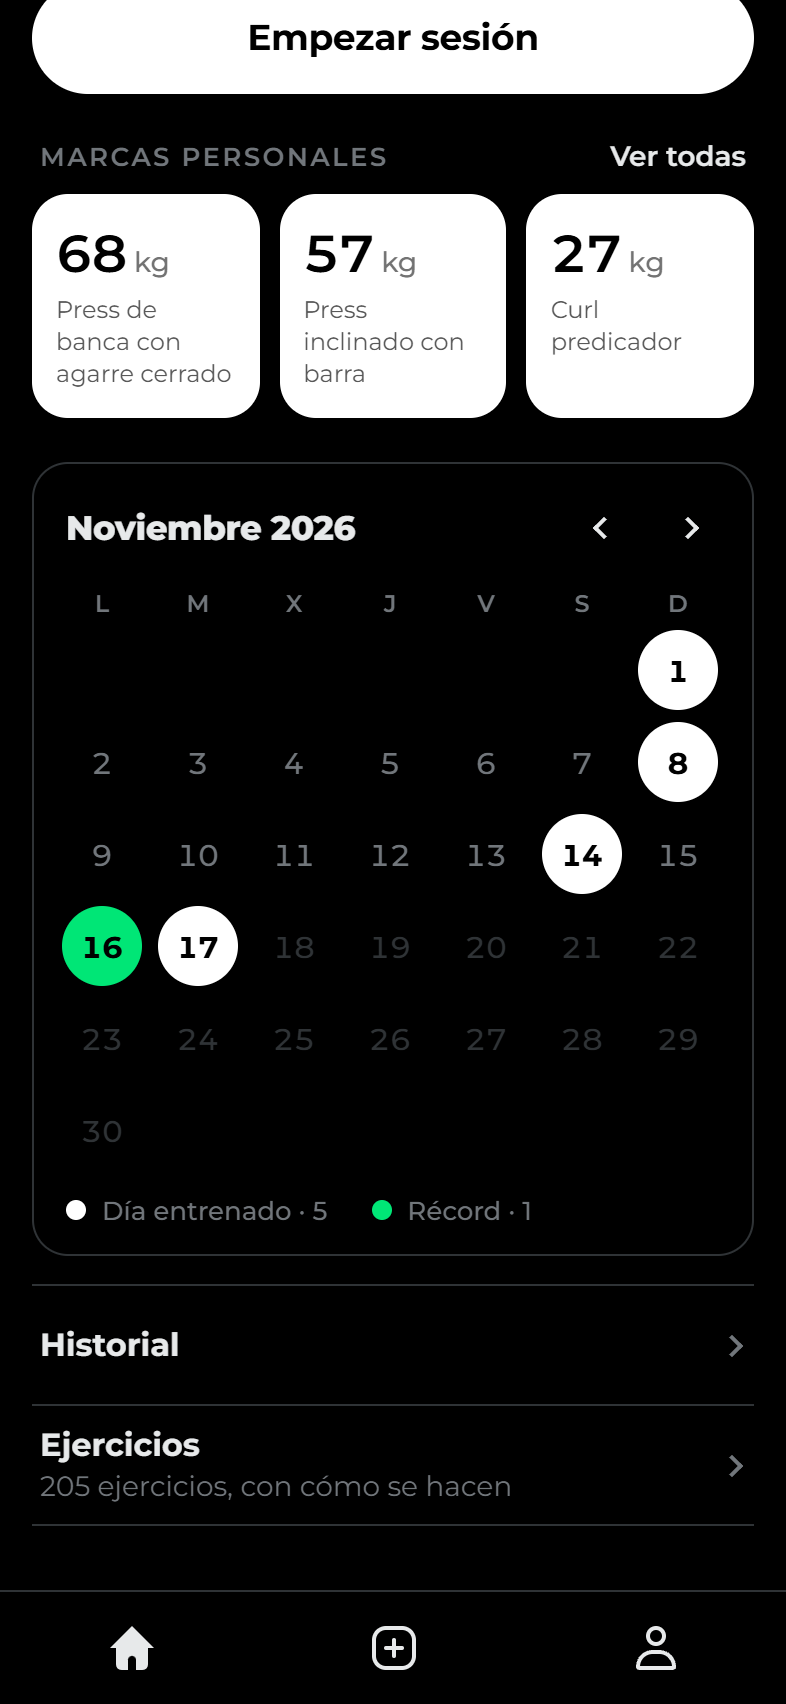 Empezar sesión
MARCAS PERSONALES
Ver todas
68 kg
Press de
banca con
agarre cerrado
57 kg
Press
inclinado con
barra
27 kg
Curl
predicador
Noviembre 2026
L M X J V S D
1
2 3 4 5 6 7 8
9 10 11 12 13 14 15
16 17 18 19 20 21 22
23 24 25 26 27 28 29
30
Día entrenado · 5
Récord · 1
Historial
Ejercicios
205 ejercicios, con cómo se hacen